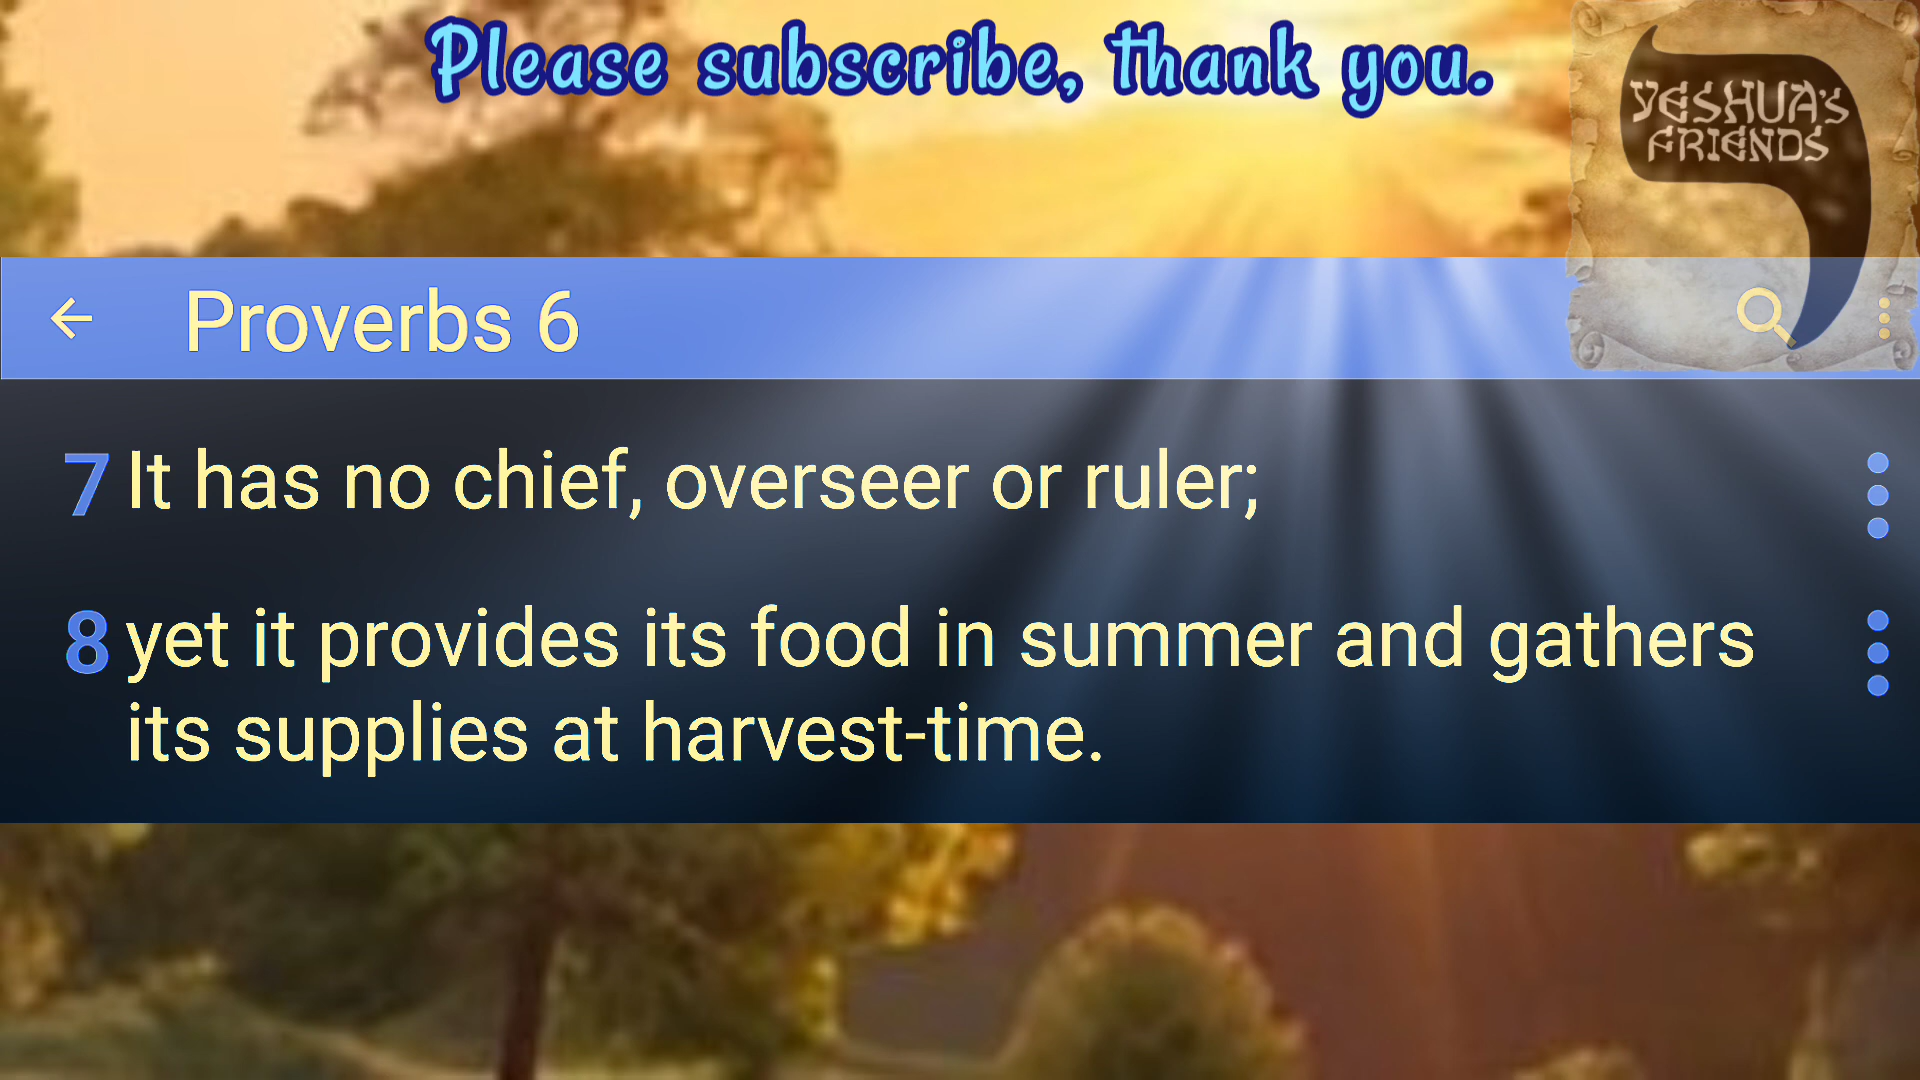 Please subscribe, thank you.
YESHUA'S
FRIENDS
Proverbs 6
7 It has no chief, overseer or ruler;
8 yet it provides its food in summer and gathers
its supplies at harvest-time.